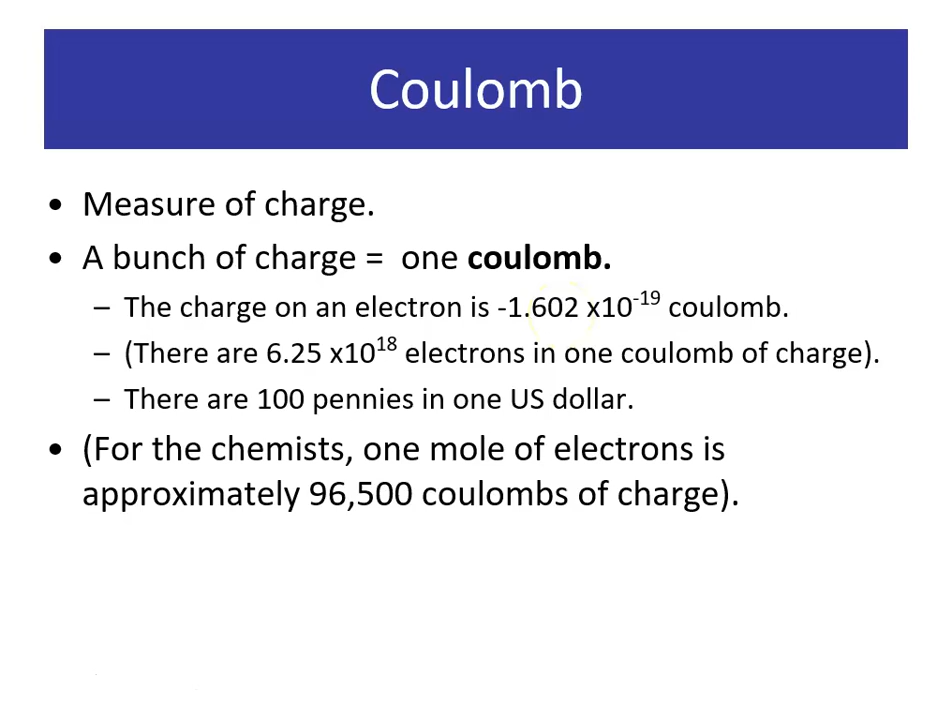 Coulomb
• Measure of charge.
• A bunch of charge = one coulomb.
– The charge on an electron is -1.602 x10⁻¹⁹ coulomb.
– (There are 6.25 x10¹⁸ electrons in one coulomb of charge).
– There are 100 pennies in one US dollar.
• (For the chemists, one mole of electrons is
approximately 96,500 coulombs of charge).